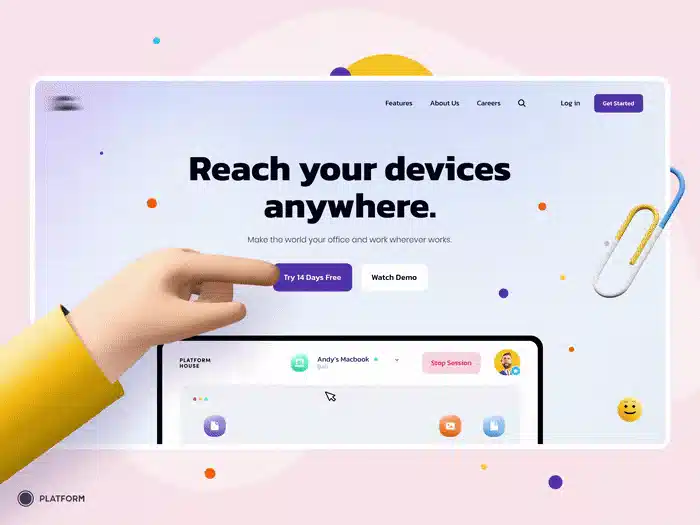 Features About Us Careers Log in Get Started
Reach your devices
anywhere.
Make the world your office and work wherever works.
Try 14 Days Free Watch Demo
PLATFORM
HOUSE
Andy's Macbook
Stop Session
PLATFORM